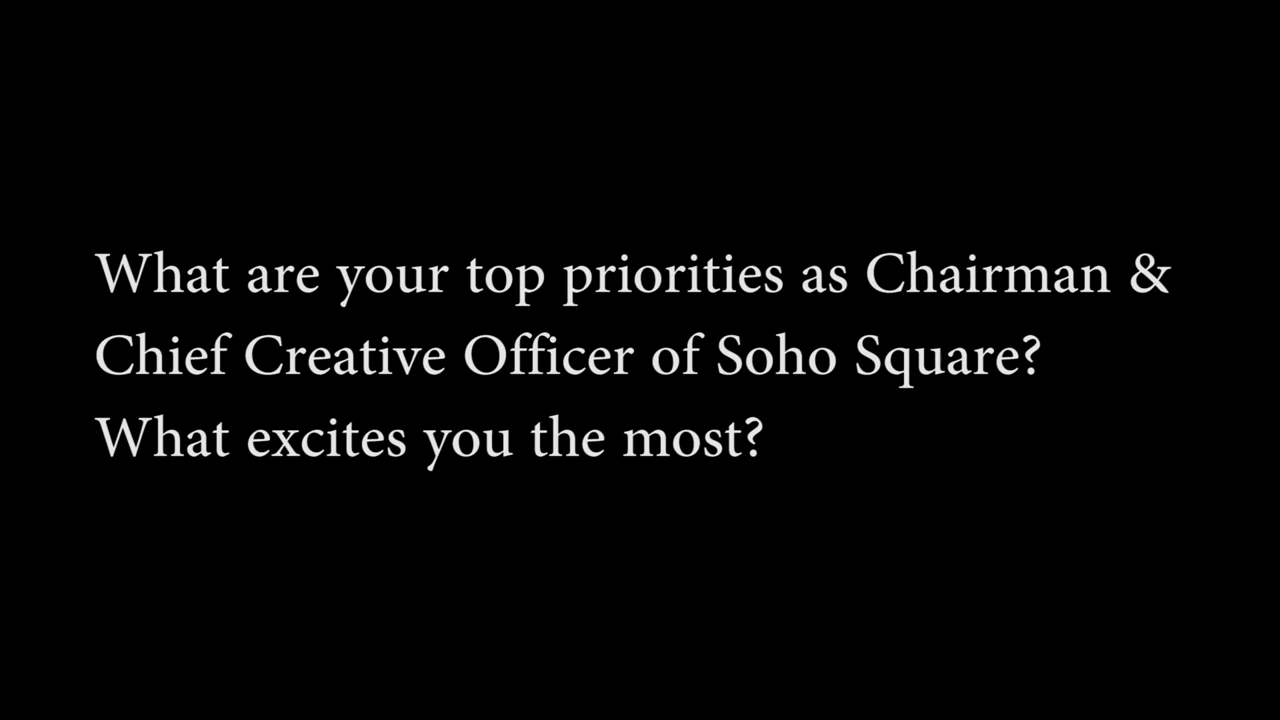 What are your top priorities as Chairman &
Chief Creative Officer of Soho Square?
What excites you the most?